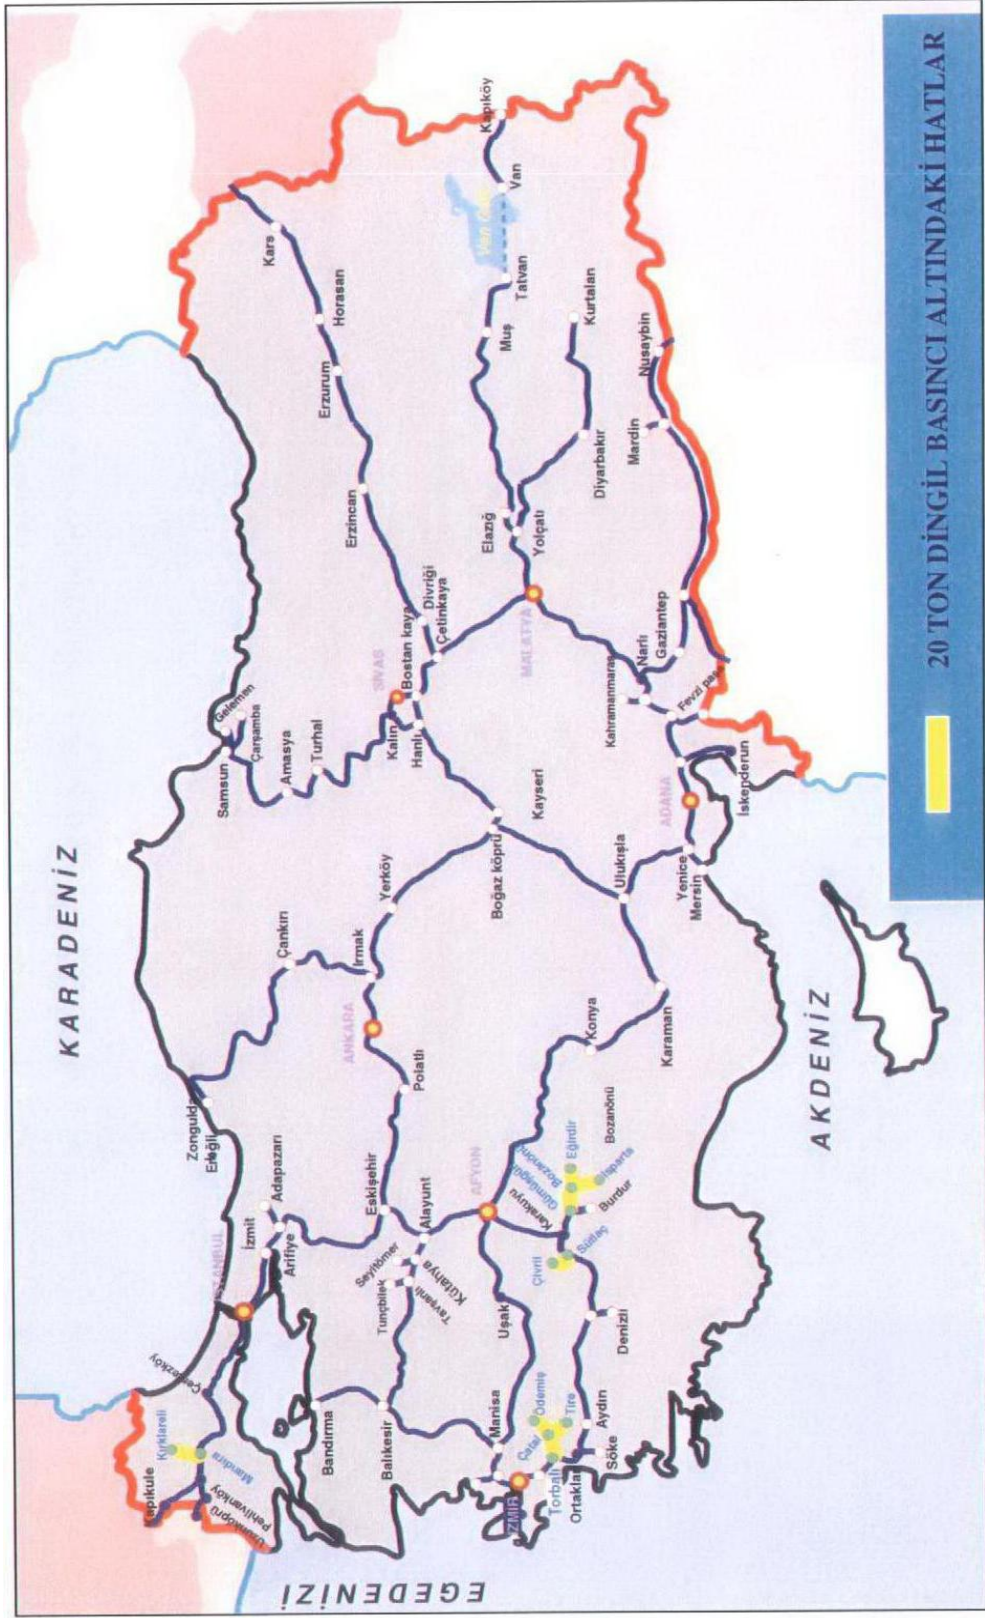 KARADENİZ
EGEDENİZİ
AKDENİZ
Kapıkule
Uzunköprü
Pehlivanköy
Mandıra
Kırklareli
Çerkezköy
İSTANBUL
İzmit
Arifiye
Adapazarı
Zongulda
Ereğli
Çankırı
Irmak
ANKARA
Polatlı
Yerköy
Eskişehir
Alayunt
Seyitömer
Kütahya
Tunçbilek
Tavşanlı
Bandırma
Balıkesir
Manisa
İZMİR
Uşak
AFYON
Çatal
Ödemiş
Tire
Torbalı
Ortaklar
Söke
Aydın
Denizli
Çivril
Sütlaç
Karakuyu
Gümüşgün
Bozanönü
Eğirdir
Isparta
Burdur
Bozanönü
Konya
Karaman
Ulukışla
Yenice
Mersin
ADANA
İskenderun
Fevzi paşa
Boğaz köprü
Kayseri
Samsun
Gelemen
Çarşamba
Amasya
Turhal
Kalın
Hanlı
SİVAS
Bostan kaya
Çetinkaya
Divriği
Erzincan
Erzurum
Horasan
Kars
MALATYA
Kahramanmaraş
Narlı
Gaziantep
Elazığ
Yolçatı
Diyarbakır
Kurtalan
Mardin
Nusaybin
Muş
Tatvan
Van Gölü
Van
Kapıköy
20 TON DİNGİL BASINCI ALTINDAKİ HATLAR